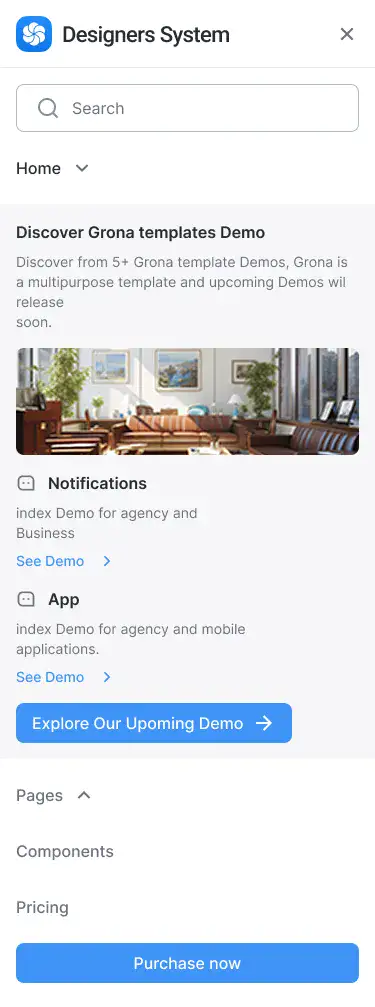 Designers System
Search
Home
Discover Grona templates Demo
Discover from 5+ Grona template Demos, Grona is
a multipurpose template and upcoming Demos wil
release
soon.
Notifications
index Demo for agency and
Business
See Demo
App
index Demo for agency and mobile
applications.
See Demo
Explore Our Upoming Demo
Pages
Components
Pricing
Purchase now